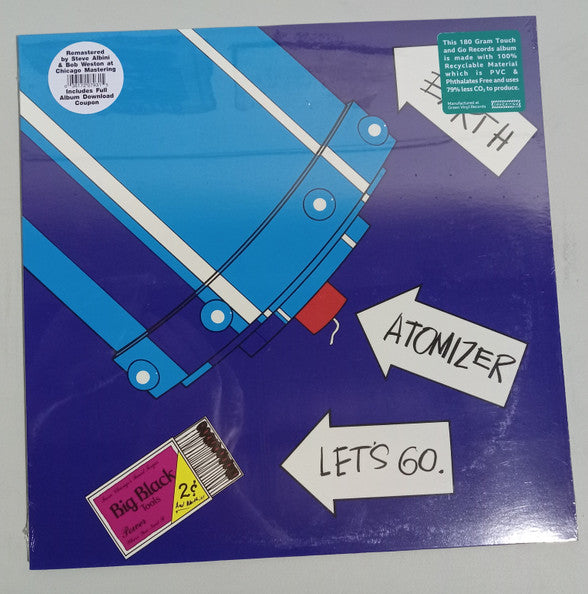 Remastered
by Steve Albini
& Bob Weston at
Chicago Mastering
Includes Full
Album Download
Coupon
This 180 Gram Touch
and Go Records album
is made with 100%
Recyclable Material
which is PVC &
Phthalates Free and uses
79% less CO₂ to produce.
Manufactured at
Green Vinyl Records
ATOMIZER
LET'S GO.
Big Black
Tools
2¢